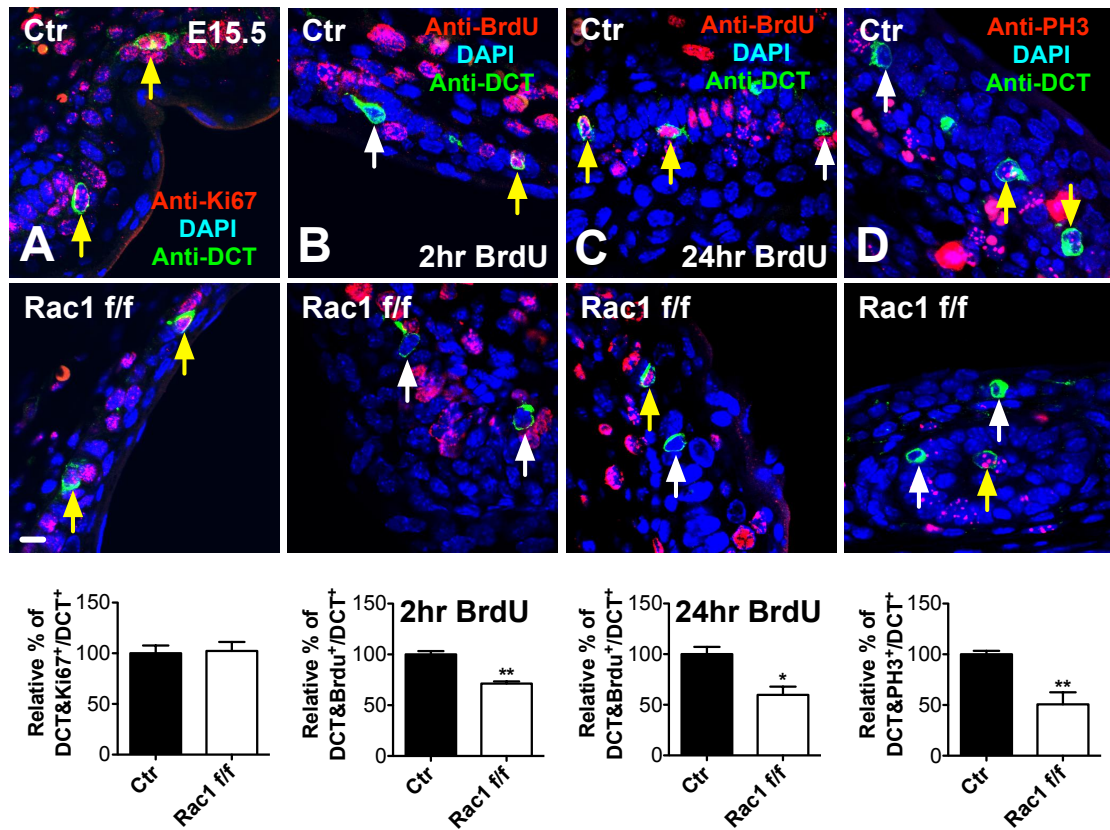 Ctr
E15.5
Anti-Ki67
DAPI
Anti-DCT
A
Ctr
Anti-BrdU
DAPI
Anti-DCT
B
2hr BrdU
Ctr
Anti-BrdU
DAPI
Anti-DCT
C
24hr BrdU
Ctr
Anti-PH3
DAPI
Anti-DCT
D
Rac1 f/f
Rac1 f/f
Rac1 f/f
Rac1 f/f
Relative % of
DCT&Ki67+/DCT+
150
100
50
0
Ctr
Rac1 f/f
2hr BrdU
Relative % of
DCT&Brdu+/DCT+
150
100
50
0
**
Ctr
Rac1 f/f
24hr BrdU
Relative % of
DCT&Brdu+/DCT+
150
100
50
0
*
Ctr
Rac1 f/f
Relative % of
DCT&PH3+/DCT+
150
100
50
0
**
Ctr
Rac1 f/f